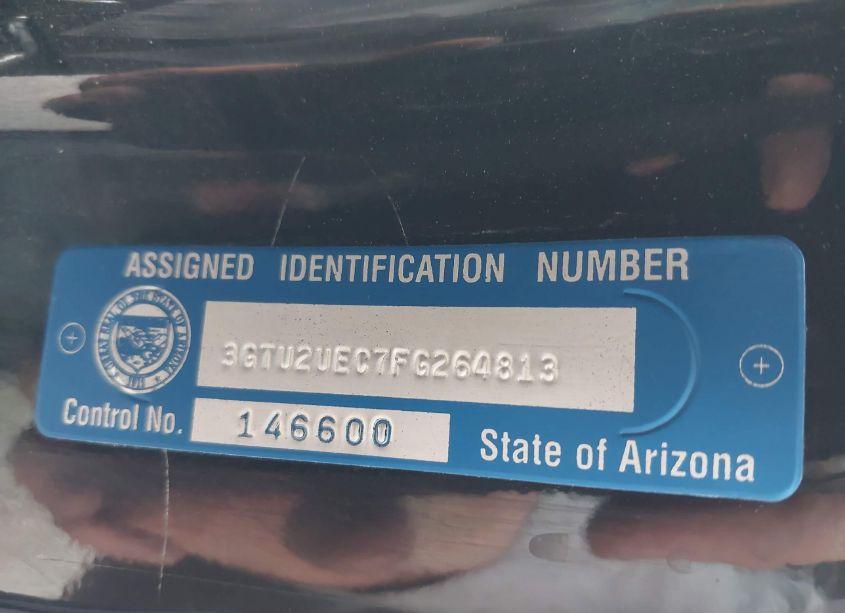 ASSIGNED IDENTIFICATION NUMBER
3GTU2UEC7FG264813
Control No. 146600
State of Arizona